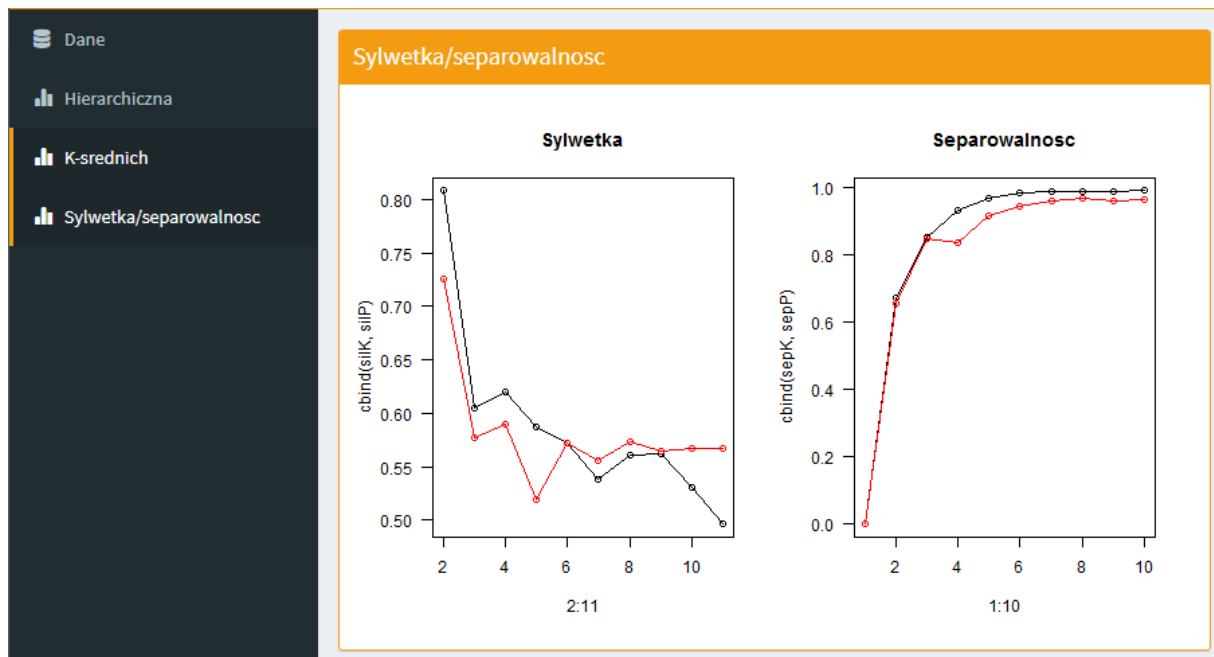 Dane
Hierarchiczna
K-srednich
Sylwetka/separowalnosc
Sylwetka/separowalnosc
Sylwetka
cbind(silK, silP)
0.80
0.75
0.70
0.65
0.60
0.55
0.50
2 4 6 8 10
2:11
Separowalnosc
cbind(sepK, sepP)
1.0
0.8
0.6
0.4
0.2
0.0
2 4 6 8 10
1:10